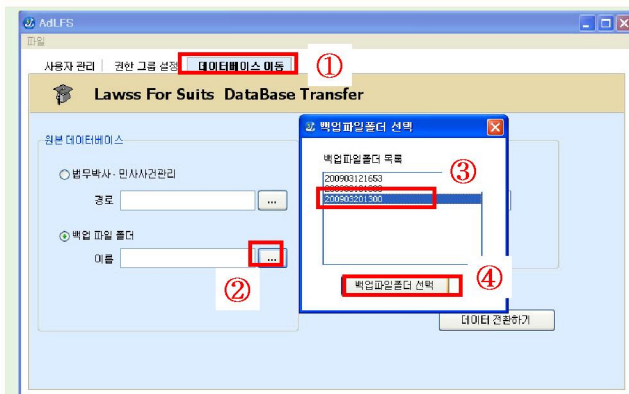 AdLFS
파일
사용자 관리 권한 그룹 설정 데이터베이스 이동 ①
Lawss For Suits DataBase Transfer
원본 데이터베이스
법무박사 - 민사사건관리
경로 ...
백업 파일 폴더
이름 ...
②
백업파일폴더 선택
백업파일폴더 목록
③
200903121653
200903201300
백업파일폴더 선택 ④
데이터 전환하기